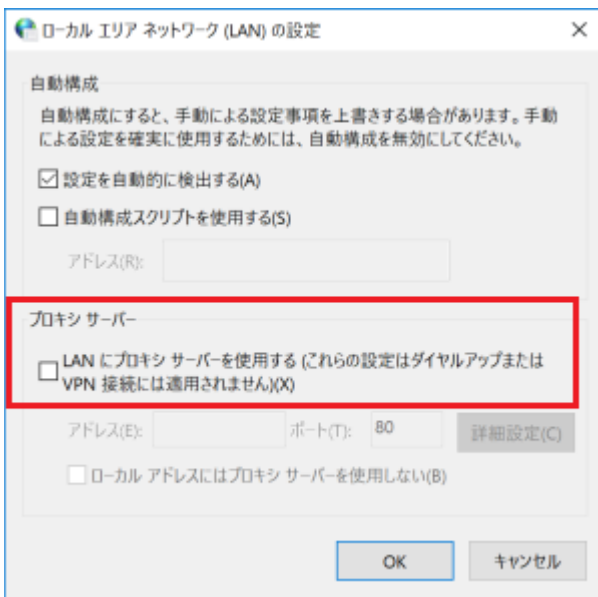 ローカル エリア ネットワーク (LAN) の設定
自動構成
自動構成にすると、手動による設定事項を上書きする場合があります。手動
による設定を確実に使用するためには、自動構成を無効にしてください。
設定を自動的に検出する(A)
自動構成スクリプトを使用する(S)
アドレス(R):
プロキシ サーバー
LAN にプロキシ サーバーを使用する (これらの設定はダイヤルアップまたは
VPN 接続には適用されません)(X)
アドレス(E): ポート(T): 80 詳細設定(C)
ローカル アドレスにはプロキシ サーバーを使用しない(B)
OK キャンセル